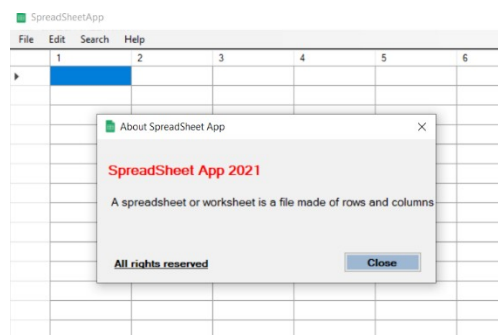 SpreadSheetApp
File Edit Search Help
1 2 3 4 5 6
About SpreadSheet App
SpreadSheet App 2021
A spreadsheet or worksheet is a file made of rows and columns
All rights reserved
Close